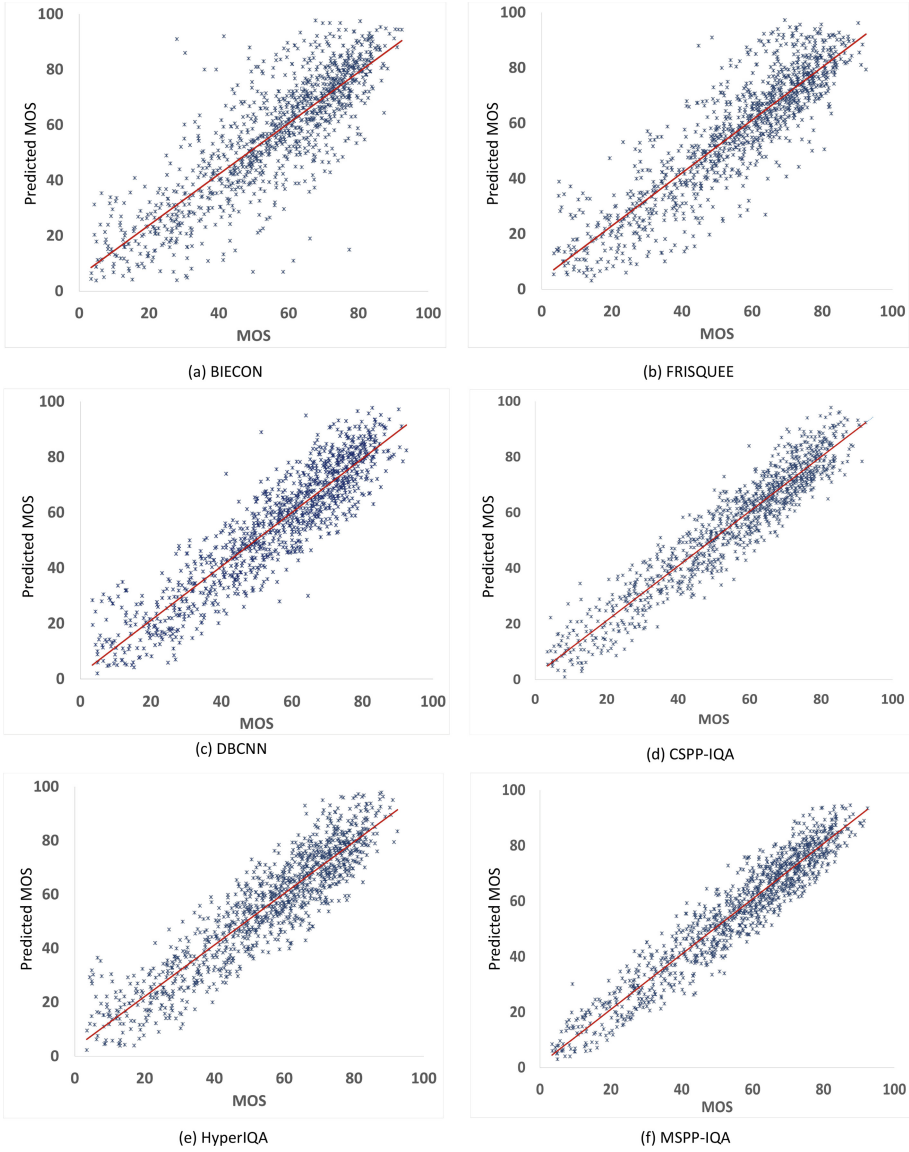 100
80
60
40
20
0
Predicted MOS
0 20 40 60 80 100
MOS
(a) BIECON
100
80
60
40
20
0
Predicted MOS
0 20 40 60 80 100
MOS
(b) FRISQUEE
100
80
60
40
20
0
Predicted MOS
0 20 40 60 80 100
MOS
(c) DBCNN
100
80
60
40
20
0
Predicted MOS
0 20 40 60 80 100
MOS
(d) CSPP-IQA
100
80
60
40
20
0
Predicted MOS
0 20 40 60 80 100
MOS
(e) HyperIQA
100
80
60
40
20
0
Predicted MOS
0 20 40 60 80 100
MOS
(f) MSPP-IQA